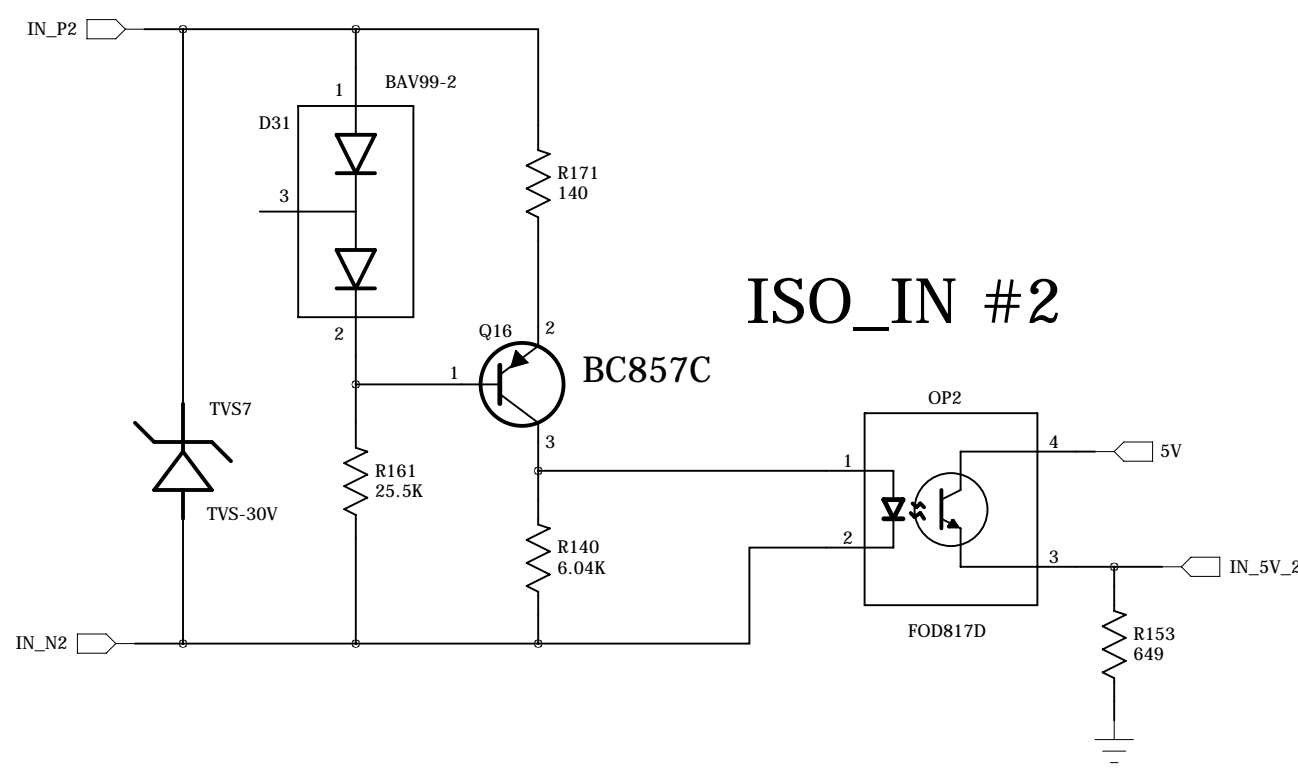 IN_P2
BAV99-2
1
D31
3
2
R171
140
ISO_IN #2
Q16
2
BC857C
1
3
TVS7
TVS-30V
R161
25.5K
R140
6.04K
OP2
1
4
5V
2
3
IN_5V_2
FOD817D
R153
649
IN_N2